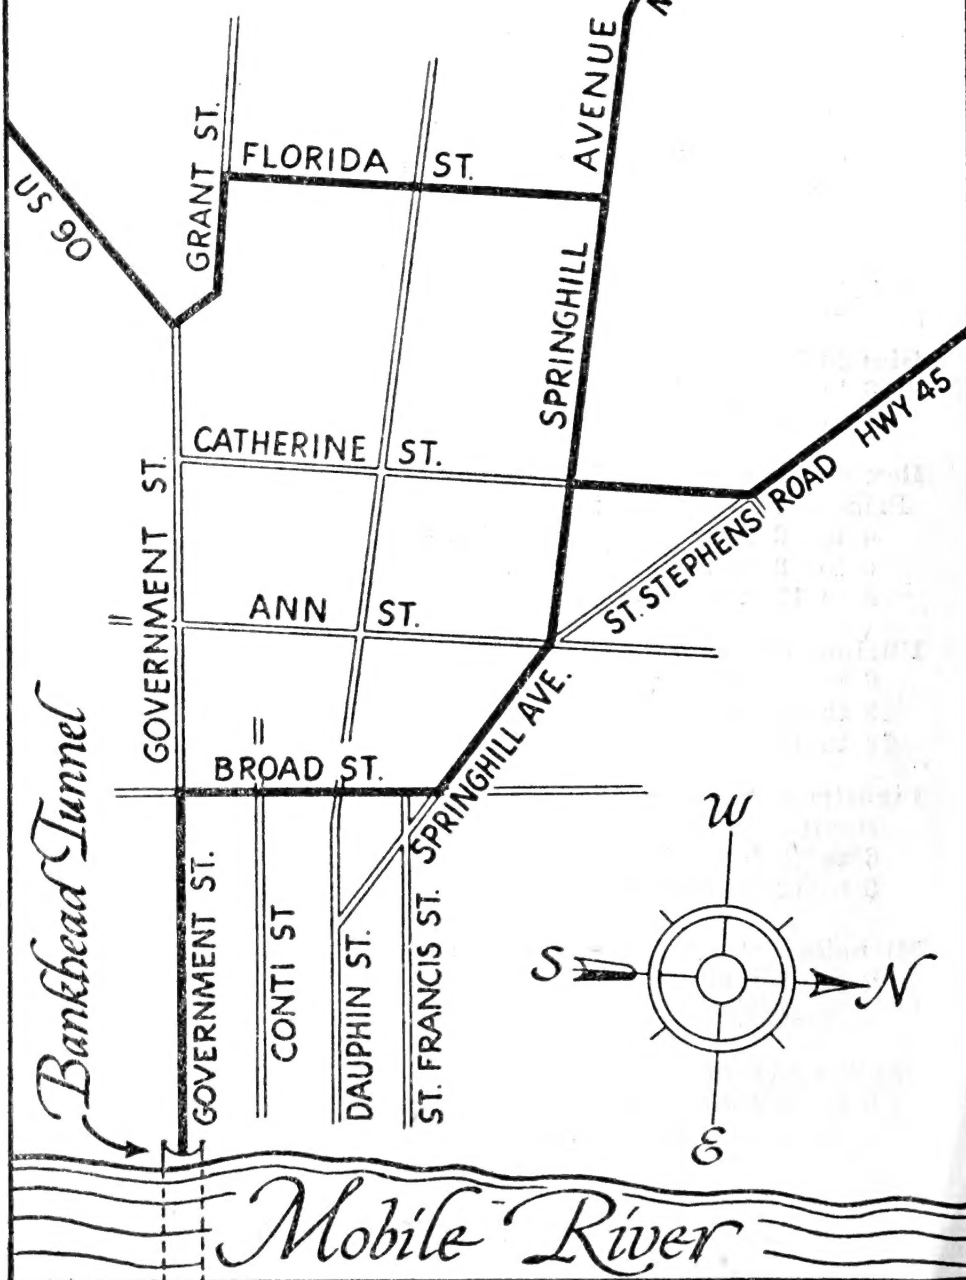 AVENUE
GRANT ST.
FLORIDA ST.
US 90
SPRINGHILL
HWY 45
CATHERINE ST.
GOVERNMENT ST.
ST. STEPHENS ROAD
ANN ST.
SPRINGHILL AVE.
BROAD ST.
Bankhead Tunnel
GOVERNMENT ST.
CONTI ST
DAUPHIN ST.
ST. FRANCIS ST.
W
S
N
E
Mobile River